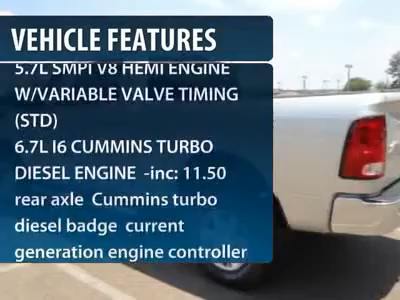 VEHICLE FEATURES
5.7L SMPI V8 HEMI ENGINE
W/VARIABLE VALVE TIMING
(STD)
6.7L I6 CUMMINS TURBO
DIESEL ENGINE -inc: 11.50
rear axle Cummins turbo
diesel badge current
generation engine controller